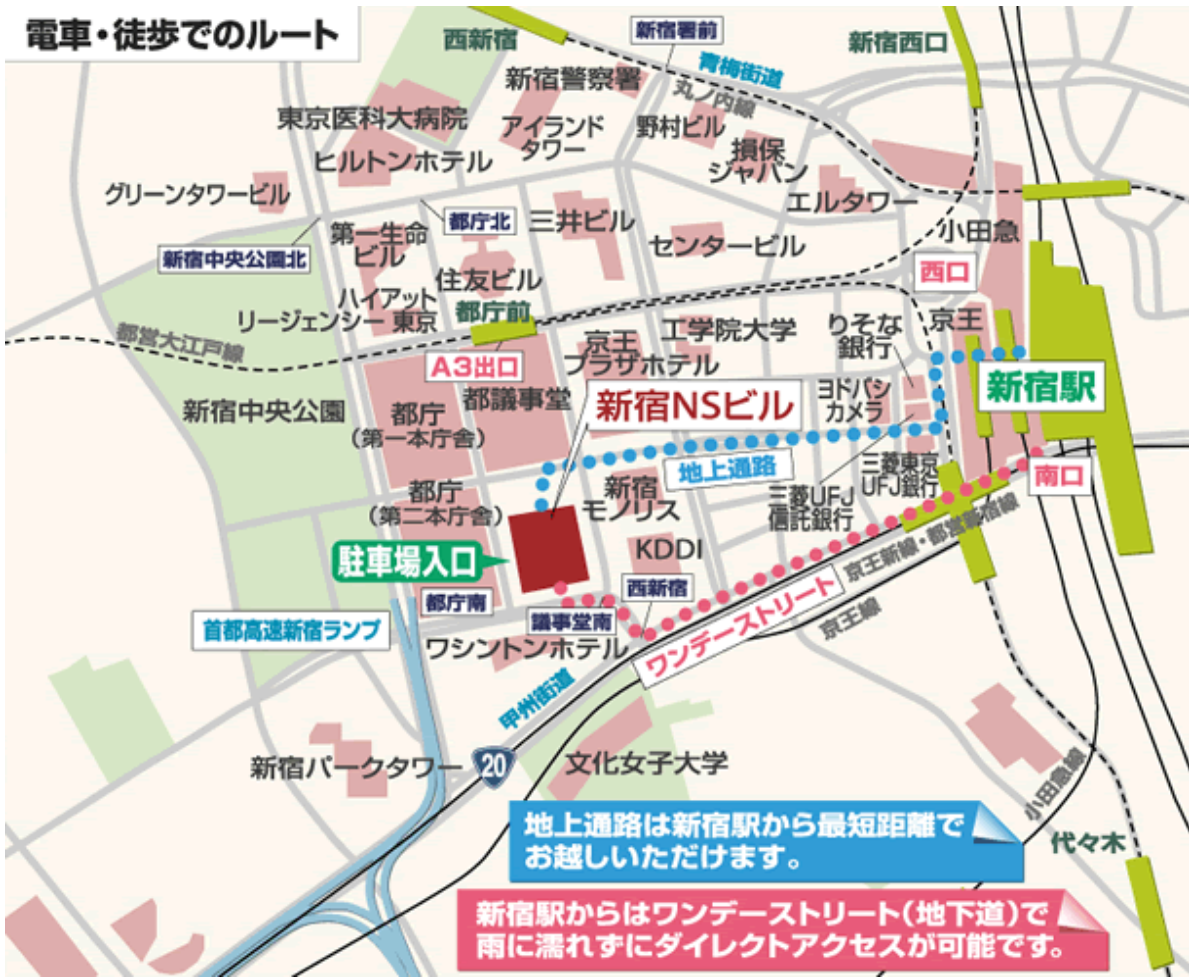 電車・徒歩でのルート
西新宿
新宿署前
新宿西口
青梅街道
新宿警察署
丸ノ内線
東京医科大病院
アイランド
タワー
野村ビル
損保
ジャパン
ヒルトンホテル
グリーンタワービル
エルタワー
都庁北
三井ビル
小田急
第一生命
ビル
センタービル
新宿中央公園北
住友ビル
西口
ハイアット
リージェンシー 東京
都庁前
都営大江戸線
京王
プラザホテル
工学院大学
りそな
銀行
京王
A3出口
新宿駅
ヨドバシ
カメラ
都議事堂
新宿NSビル
新宿中央公園
都庁
(第一本庁舎)
地上通路
三菱東京
UFJ銀行
南口
都庁
(第二本庁舎)
新宿
モノリス
三菱UFJ
信託銀行
京王新線・都営新宿線
KDDI
駐車場入口
西新宿
京王線
都庁南
議事堂南
首都高速新宿ランプ
ワシントンホテル
ワンデーストリート
甲州街道
新宿パークタワー
20
文化女子大学
小田急線
代々木
地上通路は新宿駅から最短距離で
お越しいただけます。
新宿駅からはワンデーストリート(地下道)で
雨に濡れずにダイレクトアクセスが可能です。